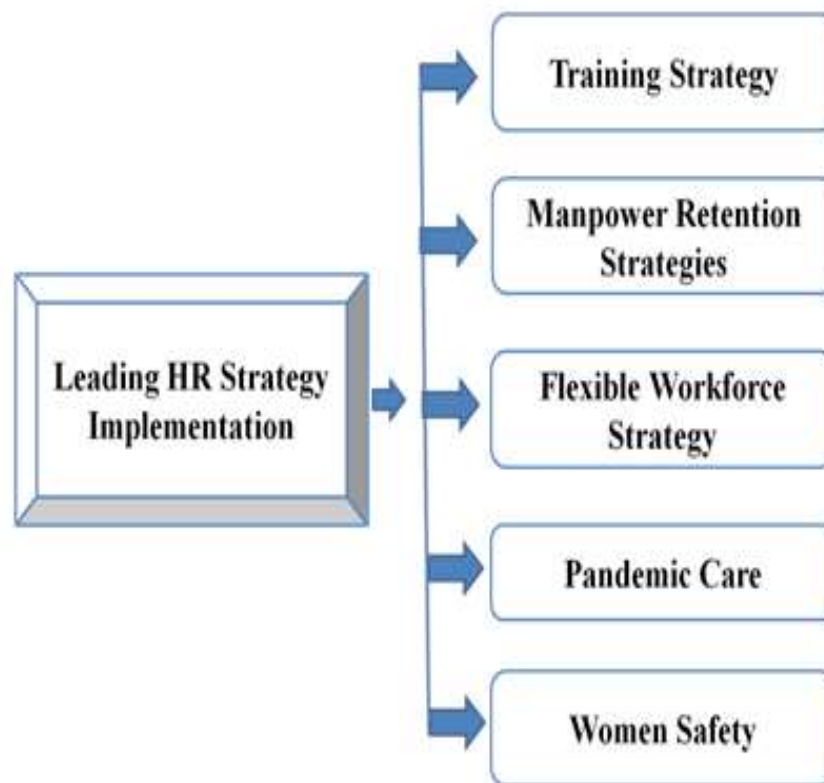 Training Strategy
Manpower Retention
Strategies
Leading HR Strategy
Implementation
Flexible Workforce
Strategy
Pandemic Care
Women Safety